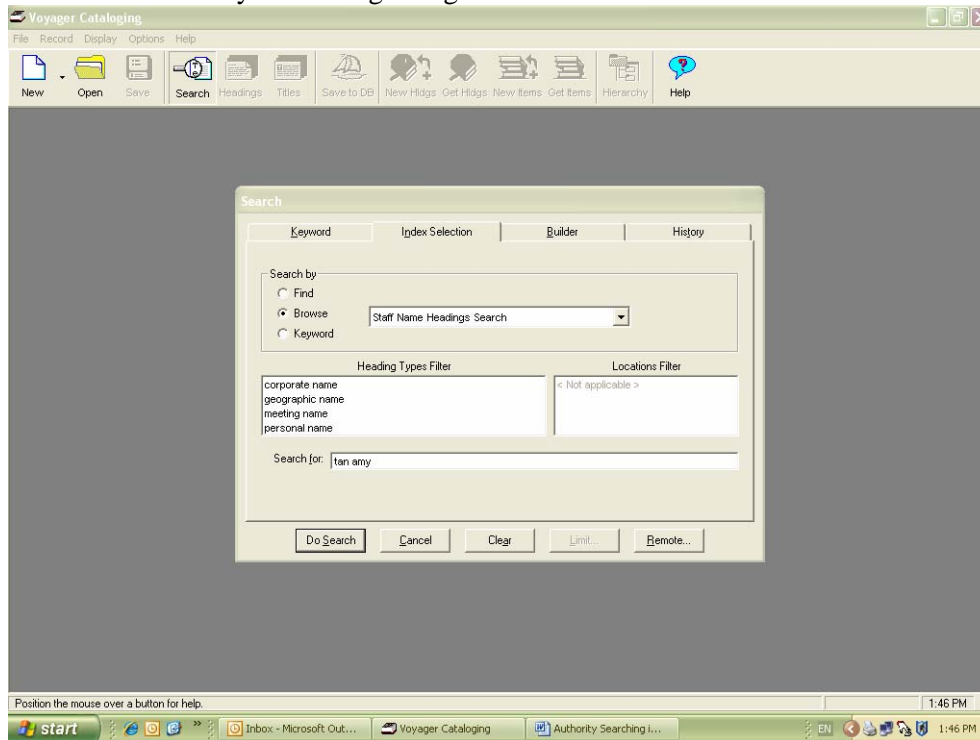 Voyager Cataloging
File Record Display Options Help
New Open Save Search Headings Titles Save to DB New Hldgs Get Hldgs New Items Get Items Hierarchy Help
Search
Keyword Index Selection Builder History
Search by
Find
Browse Staff Name Headings Search
Keyword
Heading Types Filter Locations Filter
corporate name < Not applicable >
geographic name
meeting name
personal name
Search for: tan amy
Do Search Cancel Clear Limit... Remote...
Position the mouse over a button for help. 1:46 PM
start Inbox - Microsoft Out... Voyager Cataloging Authority Searching i... EN 1:46 PM